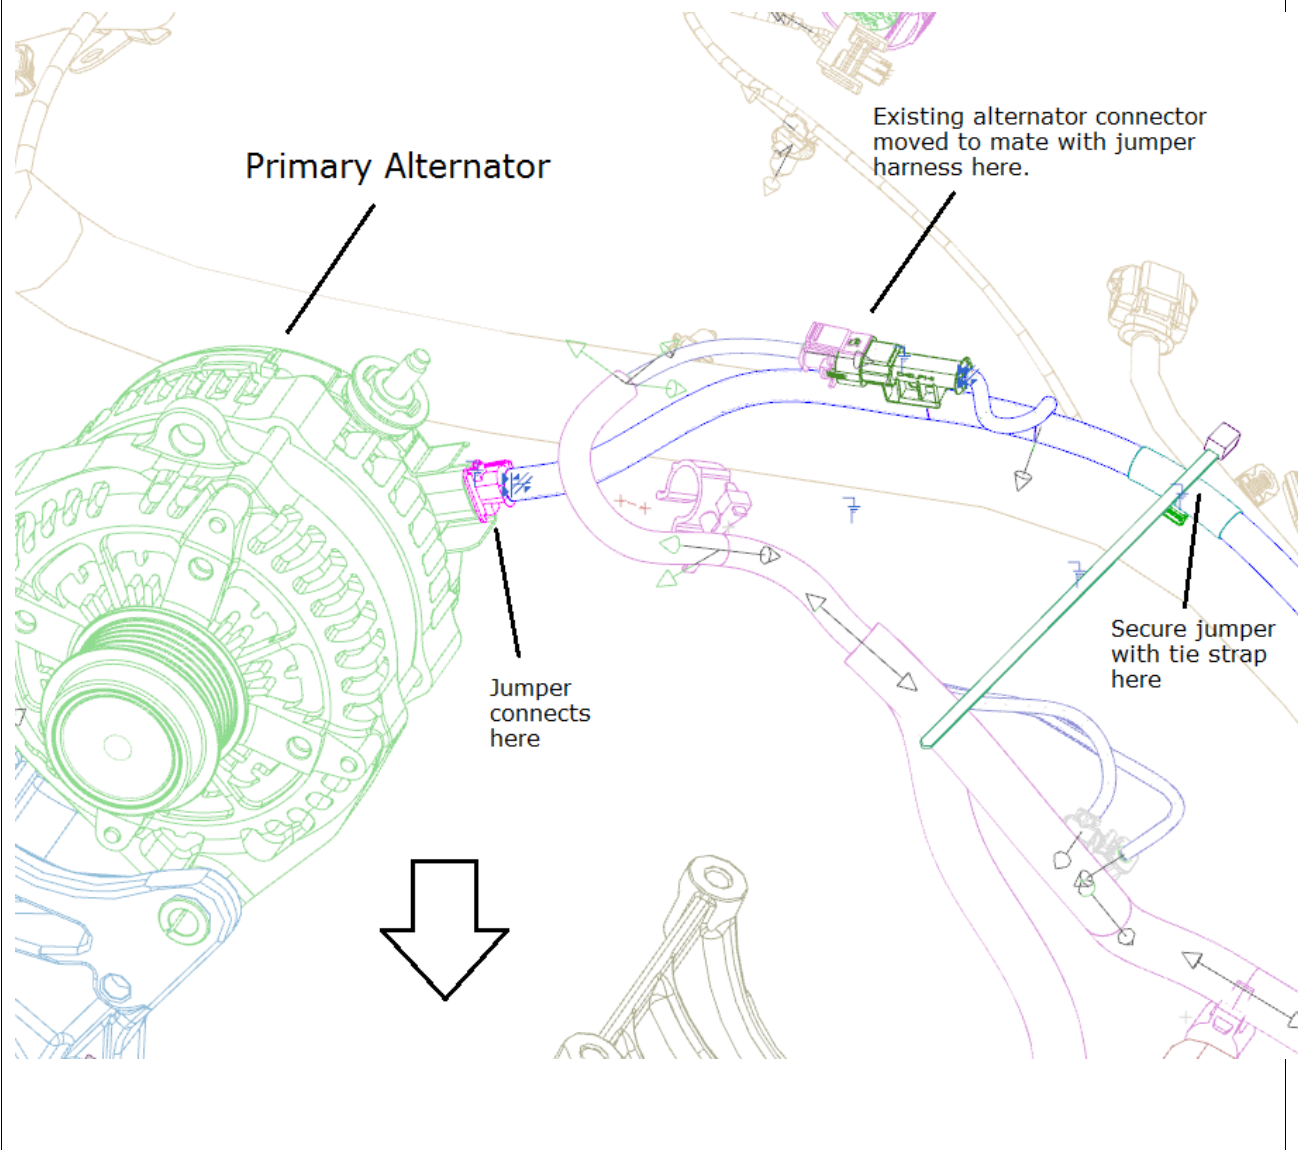 Existing alternator connector
moved to mate with jumper
harness here.
Primary Alternator
Secure jumper
with tie strap
here
Jumper
connects
here